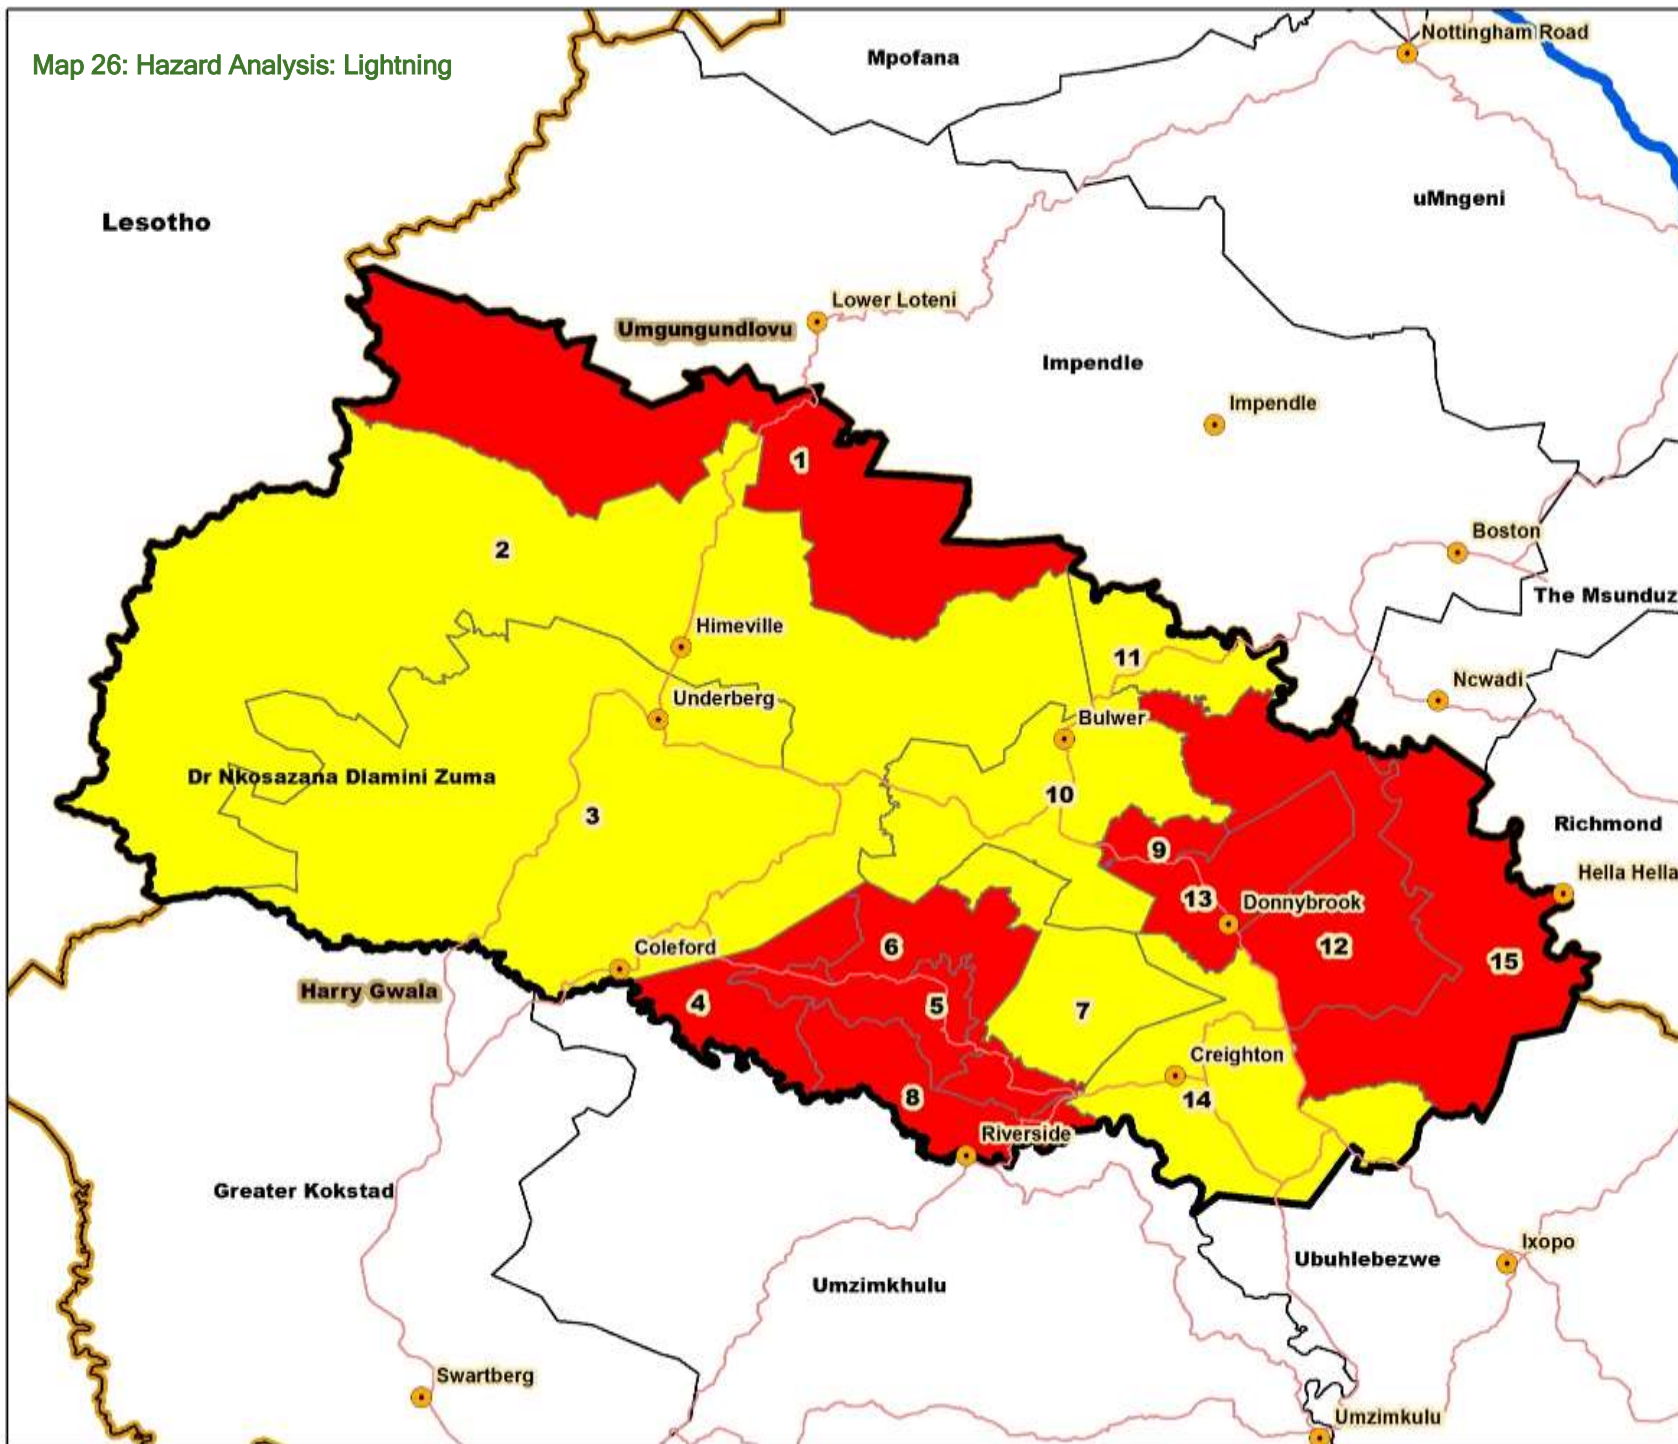 Map 26: Hazard Analysis: Lightning
Nottingham Road
Mpofana
uMngeni
Lesotho
Lower Loteni
Umgungundlovu
Impendle
Impendle
1
Boston
2
The Msunduz
Himeville
11
Ncwadi
Underberg
Bulwer
Dr Nkosazana Dlamini Zuma
10
3
Richmond
9
Hella Hella
13
Donnybrook
6
12
Coleford
15
Harry Gwala
4
5
7
Creighton
8
14
Riverside
Greater Kokstad
Ixopo
Ubuhlebezwe
Umzimkhulu
Swartberg
Umzimkulu